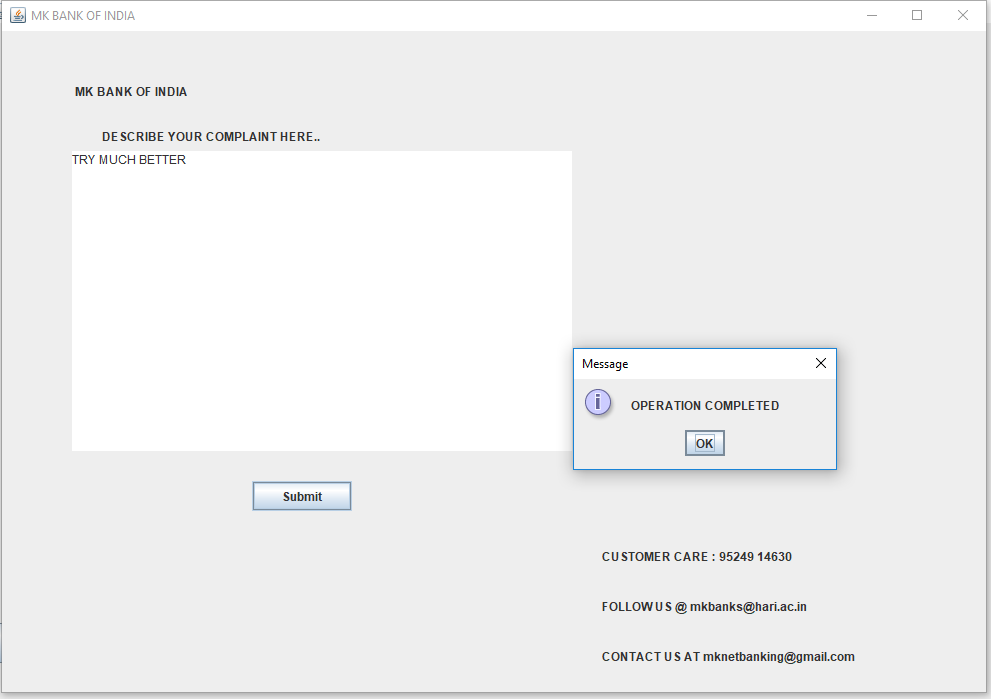 MK BANK OF INDIA
MK BANK OF INDIA
DESCRIBE YOUR COMPLAINT HERE..
TRY MUCH BETTER
Message
i
OPERATION COMPLETED
OK
Submit
CUSTOMER CARE : 95249 14630
FOLLOW US @ mkbanks@hari.ac.in
CONTACT US AT mknetbanking@gmail.com